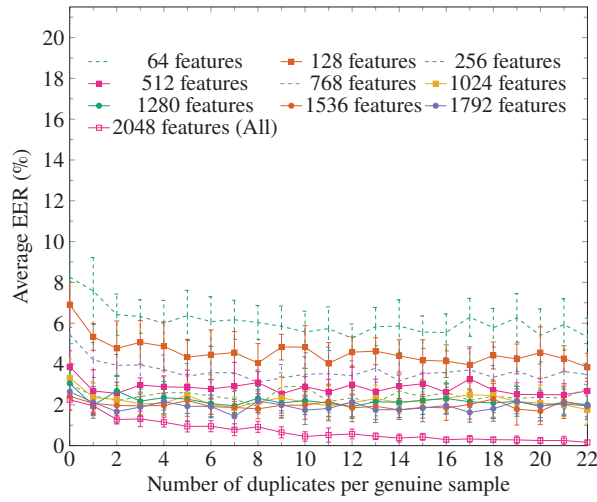 20
18
16
14
12
10
8
6
4
2
0
Average EER (%)
64 features 128 features 256 features
512 features 768 features 1024 features
1280 features 1536 features 1792 features
2048 features (All)
0 2 4 6 8 10 12 14 16 18 20 22
Number of duplicates per genuine sample